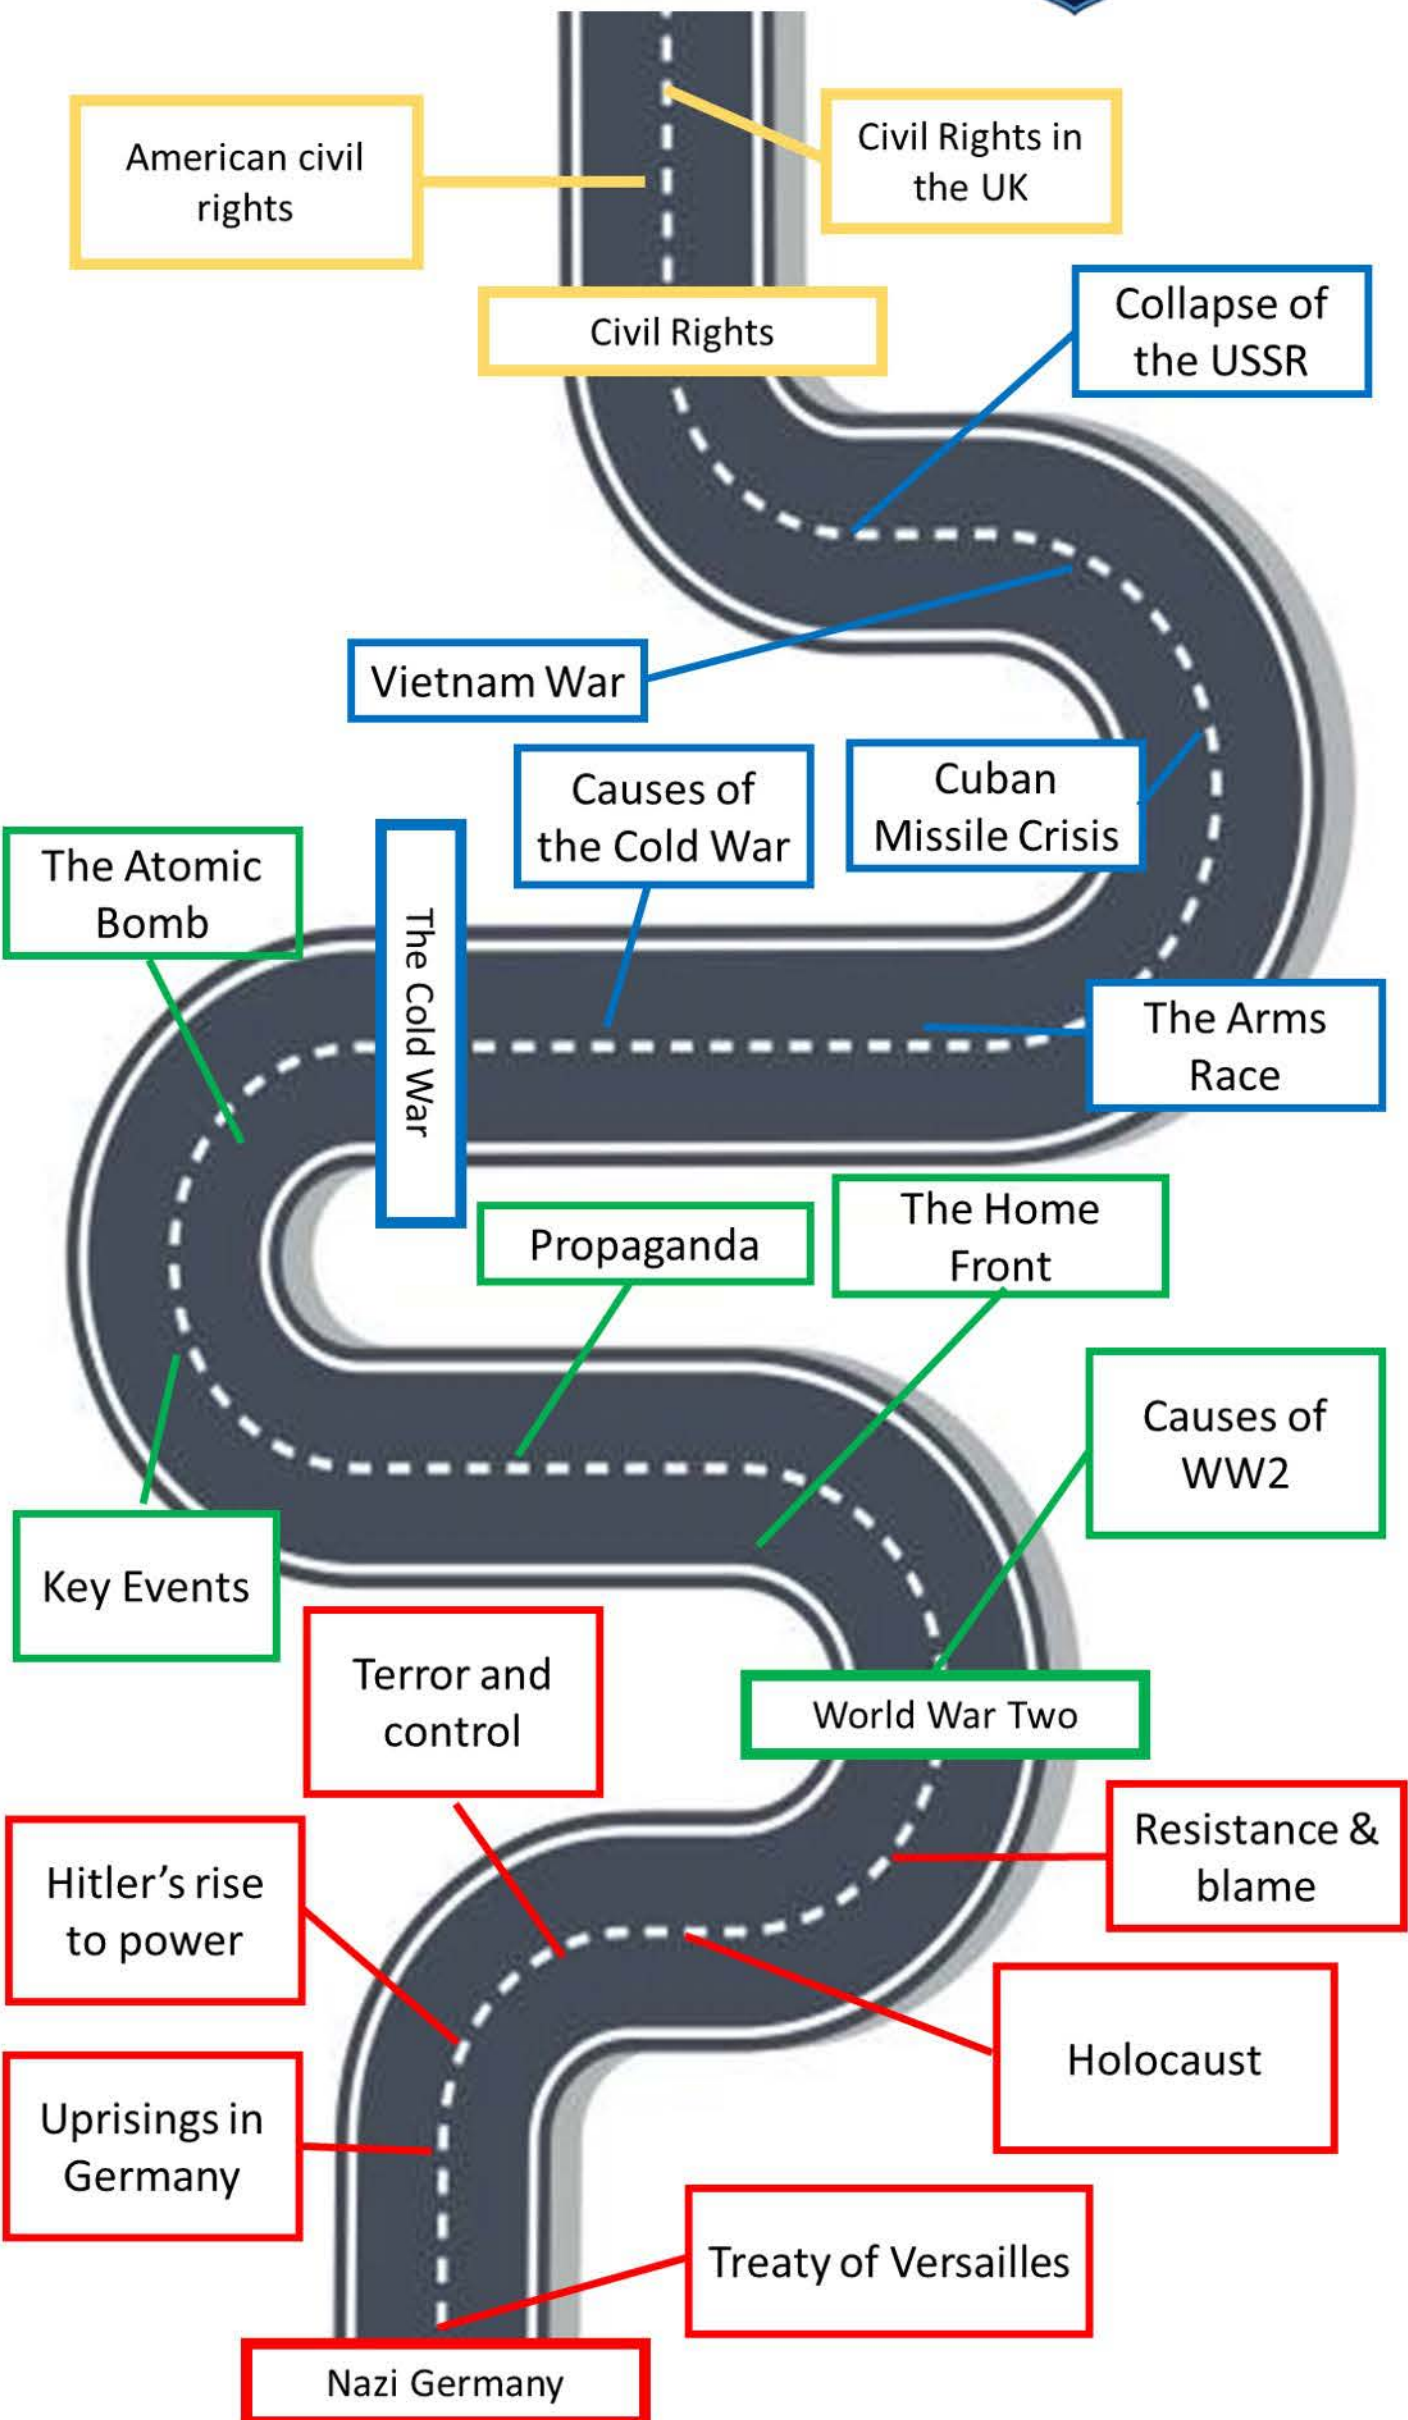 American civil
rights
Civil Rights in
the UK
Civil Rights
Collapse of
the USSR
Vietnam War
Causes of
the Cold War
Cuban
Missile Crisis
The Atomic
Bomb
The Cold War
The Arms
Race
Propaganda
The Home
Front
Causes of
WW2
Key Events
Terror and
control
World War Two
Resistance &
blame
Hitler’s rise
to power
Holocaust
Uprisings in
Germany
Treaty of Versailles
Nazi Germany